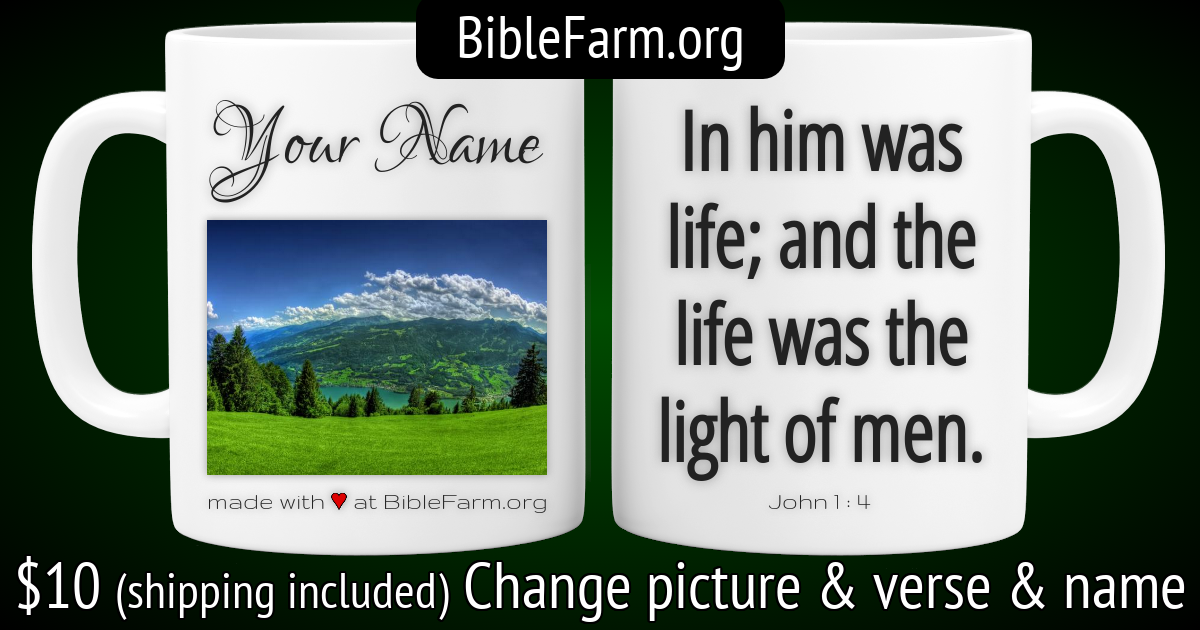 BibleFarm.org
Your Name
made with ♥ at BibleFarm.org
In him was
life; and the
life was the
light of men.
John 1 : 4
$10 (shipping included) Change picture & verse & name